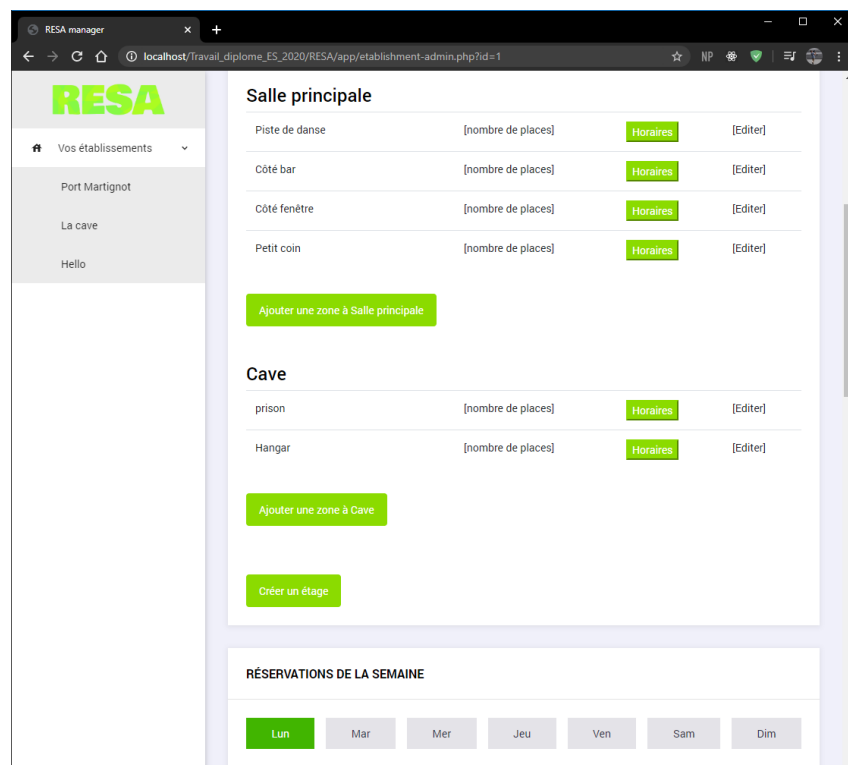 RESA manager
localhost/Travail_diplome_ES_2020/RESA/app/etablishment-admin.php?id=1
NP
RESA
Vos établissements
Port Martignot
La cave
Hello
Salle principale
Piste de danse [nombre de places] Horaires [Editer]
Côté bar [nombre de places] Horaires [Editer]
Côté fenêtre [nombre de places] Horaires [Editer]
Petit coin [nombre de places] Horaires [Editer]
Ajouter une zone à Salle principale
Cave
prison [nombre de places] Horaires [Editer]
Hangar [nombre de places] Horaires [Editer]
Ajouter une zone à Cave
Créer un étage
RÉSERVATIONS DE LA SEMAINE
Lun Mar Mer Jeu Ven Sam Dim